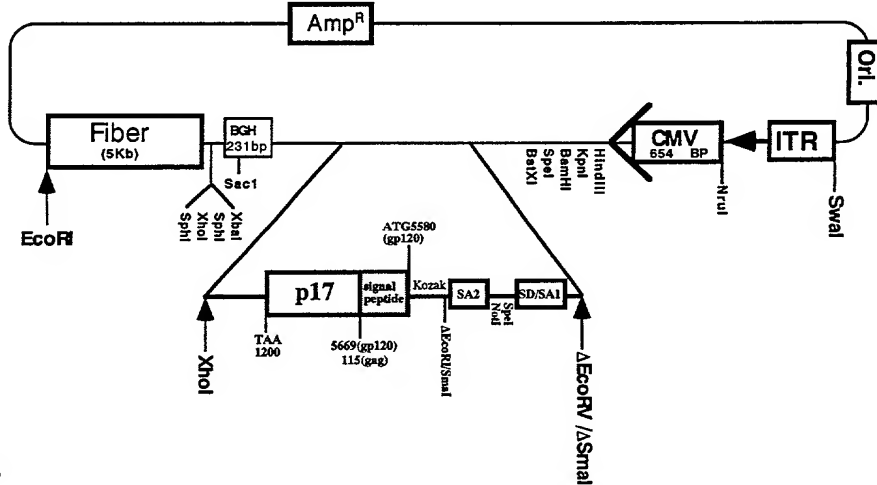 Amp^R
Ori.
Fiber
(5Kb)
BGH
231bp
CMV
654 BP
ITR
Sac1
SphI
XhoI
SphI
XbaI
EcoRI
BstXI
SpeI
BamHI
KpnI
HindIII
NruI
SwaI
ATG5580
(gp120)
p17
signal
peptide
Kozak
SA2
SD/SA1
SpeI
NotI
TAA
1200
5669(gp120)
115(gag)
ΔEcoRI/SmaI
XhoI
ΔEcoRV /ΔSmaI